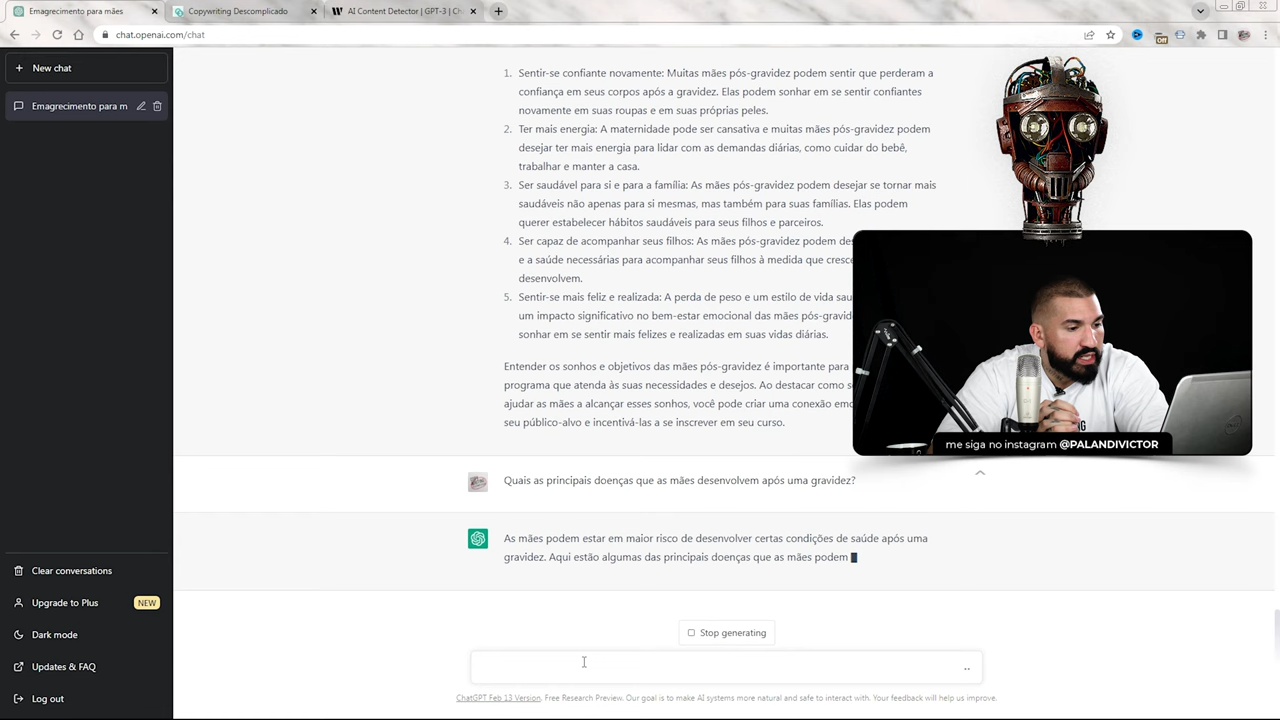 Emagrecimento para mães
Copywriting Descomplicado
AI Content Detector | GPT-3 | Ch
chat.openai.com/chat
Off
New chat
Emagrecimento para m
1. Sentir-se confiante novamente: Muitas mães pós-gravidez podem sentir que perderam a
confiança em seus corpos após a gravidez. Elas podem sonhar em se sentir confiantes
novamente em suas roupas e em suas próprias peles.
2. Ter mais energia: A maternidade pode ser cansativa e muitas mães pós-gravidez podem
desejar ter mais energia para lidar com as demandas diárias, como cuidar do bebê,
trabalhar e manter a casa.
3. Ser saudável para si e para a família: As mães pós-gravidez podem desejar se tornar mais
saudáveis não apenas para si mesmas, mas também para suas famílias. Elas podem
querer estabelecer hábitos saudáveis para seus filhos e parceiros.
4. Ser capaz de acompanhar seus filhos: As mães pós-gravidez podem des
e a saúde necessárias para acompanhar seus filhos à medida que cresce
desenvolvem.
5. Sentir-se mais feliz e realizada: A perda de peso e um estilo de vida sau
um impacto significativo no bem-estar emocional das mães pós-gravide
sonhar em se sentir mais felizes e realizadas em suas vidas diárias.
Entender os sonhos e objetivos das mães pós-gravidez é importante para
programa que atenda às suas necessidades e desejos. Ao destacar como s
ajudar as mães a alcançar esses sonhos, você pode criar uma conexão emo
seu público-alvo e incentivá-las a se inscrever em seu curso.
me siga no instagram @PALANDIVICTOR
Quais as principais doenças que as mães desenvolvem após uma gravidez?
As mães podem estar em maior risco de desenvolver certas condições de saúde após uma
gravidez. Aqui estão algumas das principais doenças que as mães podem
Clear conversations
Upgrade to Plus NEW
Dark mode
Updates & FAQ
Log out
Stop generating
ChatGPT Feb 13 Version. Free Research Preview. Our goal is to make AI systems more natural and safe to interact with. Your feedback will help us improve.